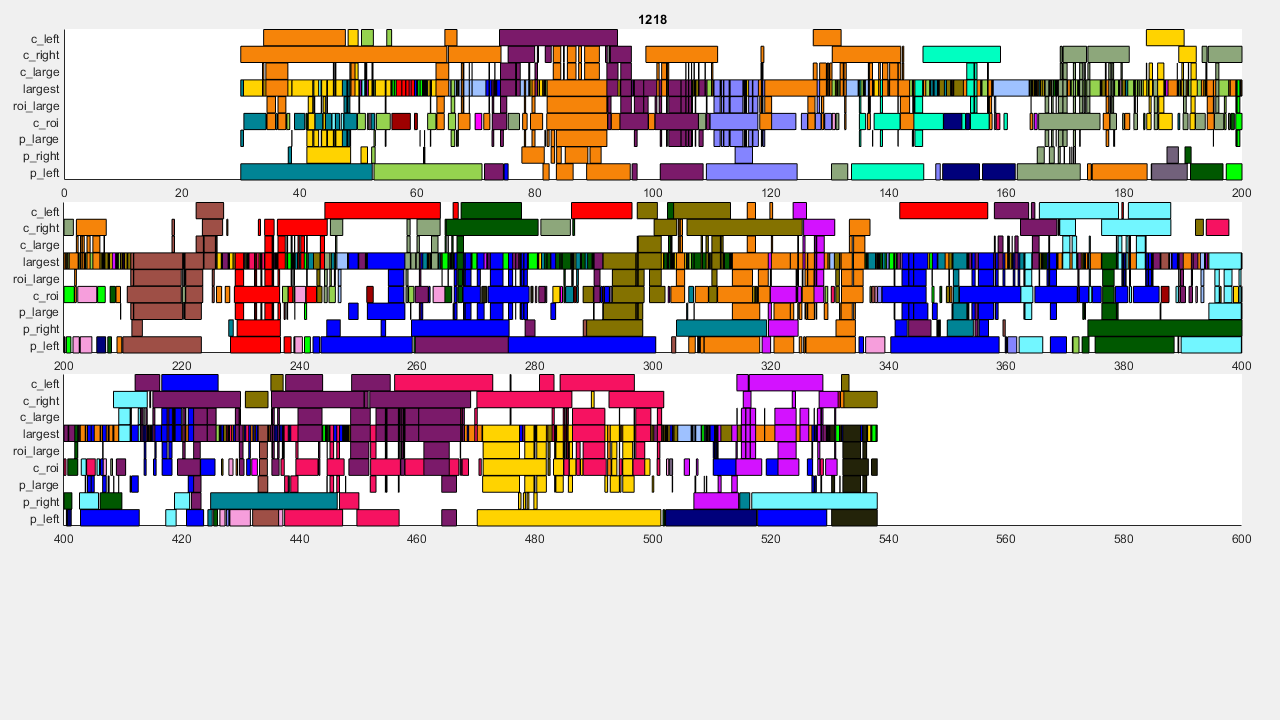 1218
c_left
c_right
c_large
largest
roi_large
c_roi
p_large
p_right
p_left
0 20 40 60 80 100 120 140 160 180 200
c_left
c_right
c_large
largest
roi_large
c_roi
p_large
p_right
p_left
200 220 240 260 280 300 320 340 360 380 400
c_left
c_right
c_large
largest
roi_large
c_roi
p_large
p_right
p_left
400 420 440 460 480 500 520 540 560 580 600